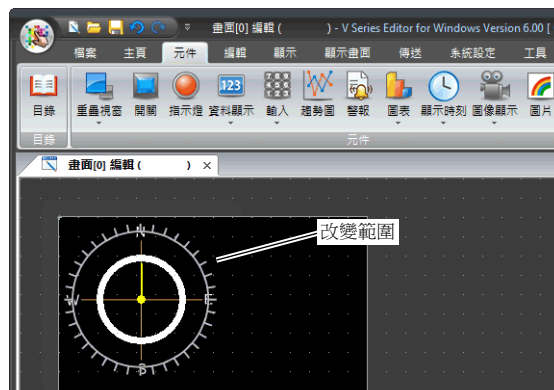 畫面[0] 編輯 ( ) - V Series Editor for Windows Version 6.00 [
檔案 主頁 元件 編輯 顯示 顯示畫面 傳送 系統設定 工具
123
目錄 重疊視窗 開關 指示燈 資料顯示 輸入 趨勢圖 警報 圖表 顯示時刻 圖像顯示 圖片
目錄 元件
畫面[0] 編輯 ( ) ×
改變範圍
N
W E
S